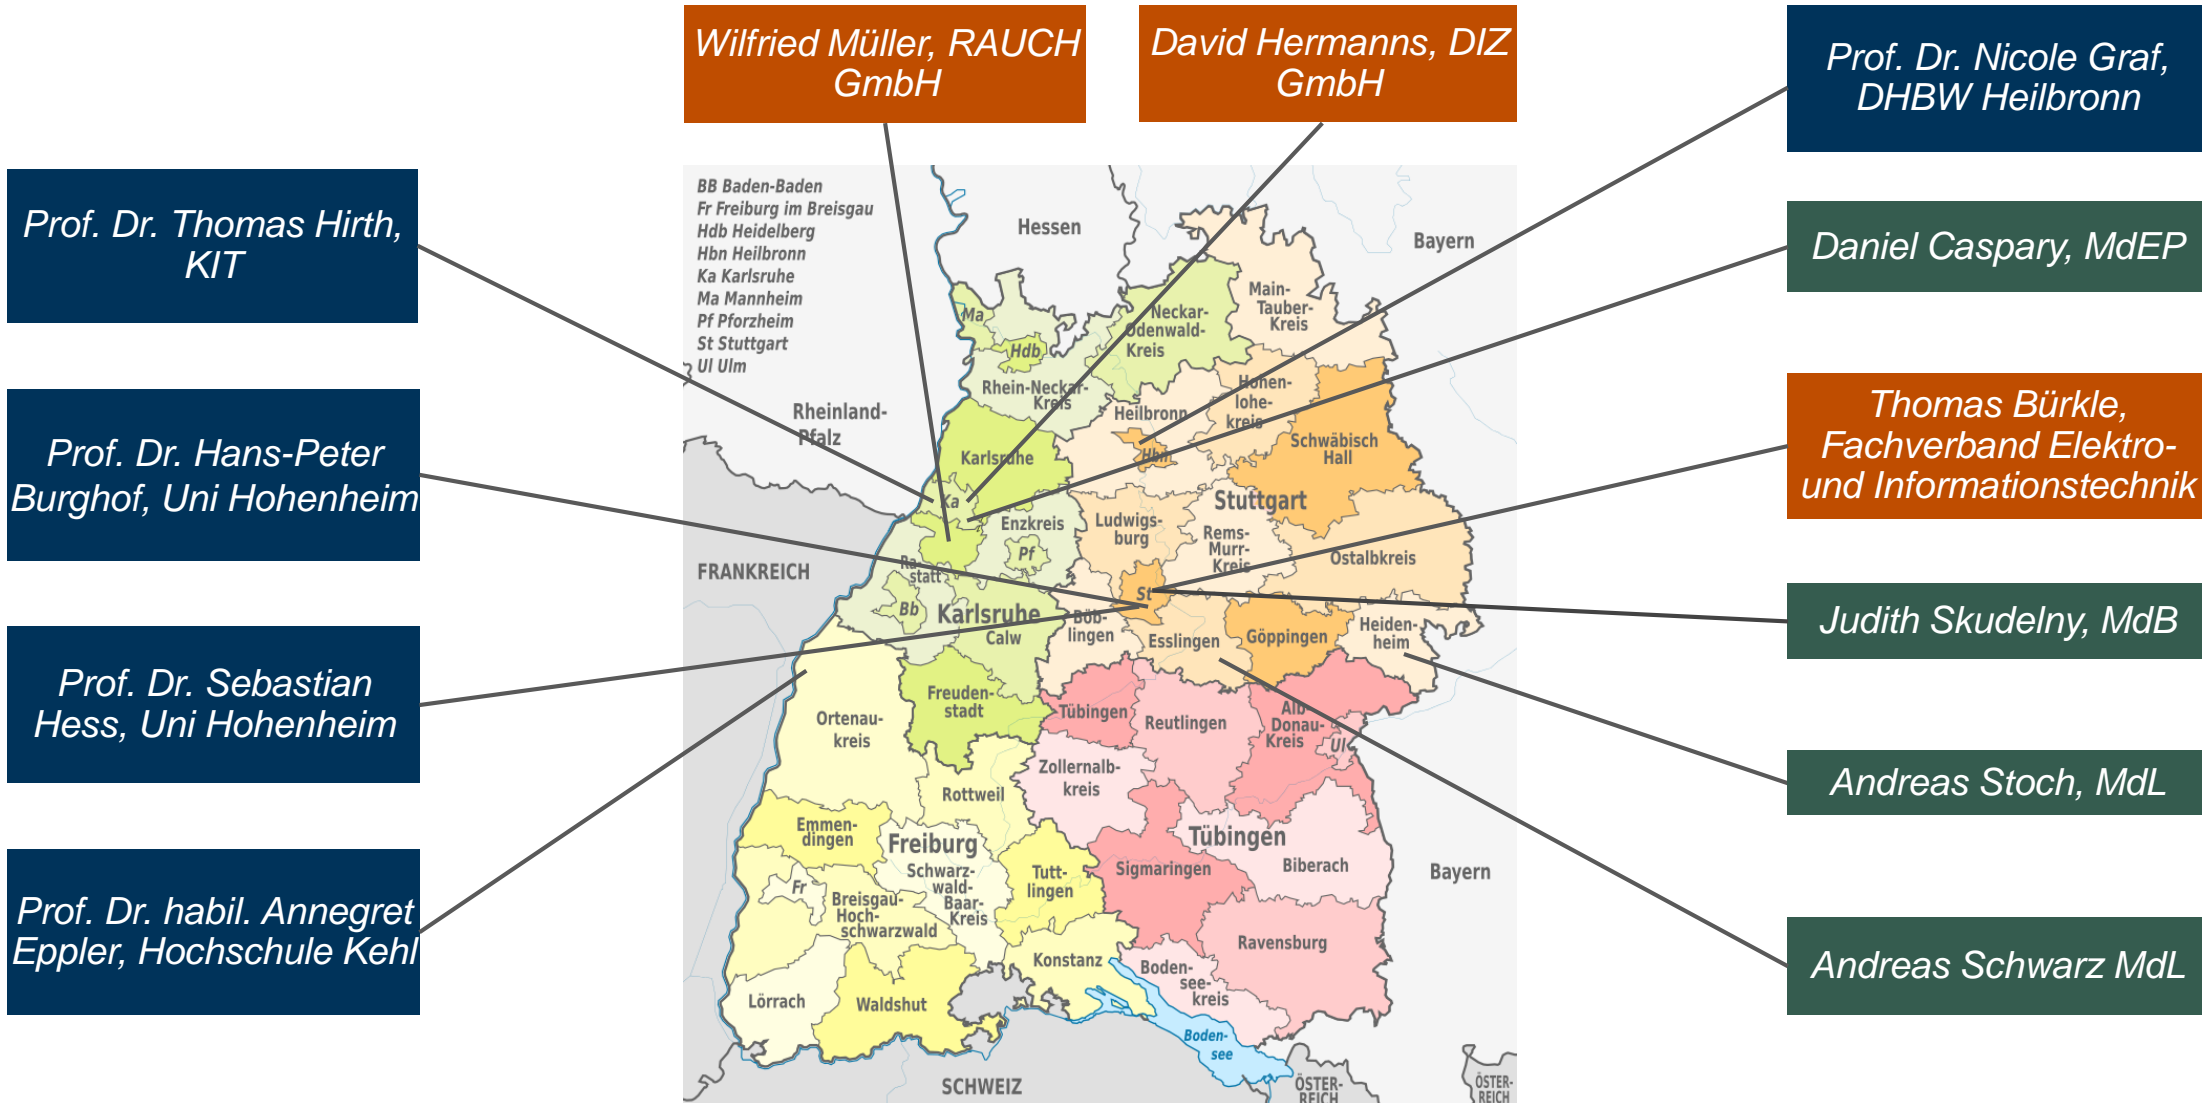 Wilfried Müller, RAUCH
GmbH
David Hermanns, DIZ
GmbH
Prof. Dr. Nicole Graf,
DHBW Heilbronn
Prof. Dr. Thomas Hirth,
KIT
Daniel Caspary, MdEP
Prof. Dr. Hans-Peter
Burghof, Uni Hohenheim
Thomas Bürkle,
Fachverband Elektro-
und Informationstechnik
Prof. Dr. Sebastian
Hess, Uni Hohenheim
Judith Skudelny, MdB
Andreas Stoch, MdL
Prof. Dr. habil. Annegret
Eppler, Hochschule Kehl
Andreas Schwarz MdL
BB Baden-Baden
Fr Freiburg im Breisgau
Hdb Heidelberg
Hbn Heilbronn
Ka Karlsruhe
Ma Mannheim
Pf Pforzheim
St Stuttgart
Ul Ulm
Hessen
Bayern
Main-
Tauber-
Kreis
Ma
Neckar-
Odenwald-
Kreis
Hdb
Rhein-Neckar-
Kreis
Hohen-
lohe-
kreis
Rheinland-
Pfalz
Heilbronn
Hbn
Schwäbisch
Hall
Karlsruhe
Ka
Stuttgart
Enzkreis
Ludwigs-
burg
Rems-
Murr-
Kreis
Pf
Ostalbkreis
FRANKREICH
Ra-
statt
Bb
St
Karlsruhe
Calw
Böb-
lingen
Esslingen
Göppingen
Heiden-
heim
Freuden-
stadt
Ortenau-
kreis
Tübingen
Reutlingen
Alb-
Donau-
Kreis
Ul
Zollernalb-
kreis
Rottweil
Emmen-
dingen
Freiburg
Schwarz-
wald-
Baar-
Kreis
Tutt-
lingen
Tübingen
Sigmaringen
Biberach
Bayern
Fr
Breisgau-
Hoch-
schwarzwald
Ravensburg
Konstanz
Boden-
see-
kreis
Lörrach
Waldshut
Boden-
see
SCHWEIZ
ÖSTER-
REICH
ÖSTER-
REICH